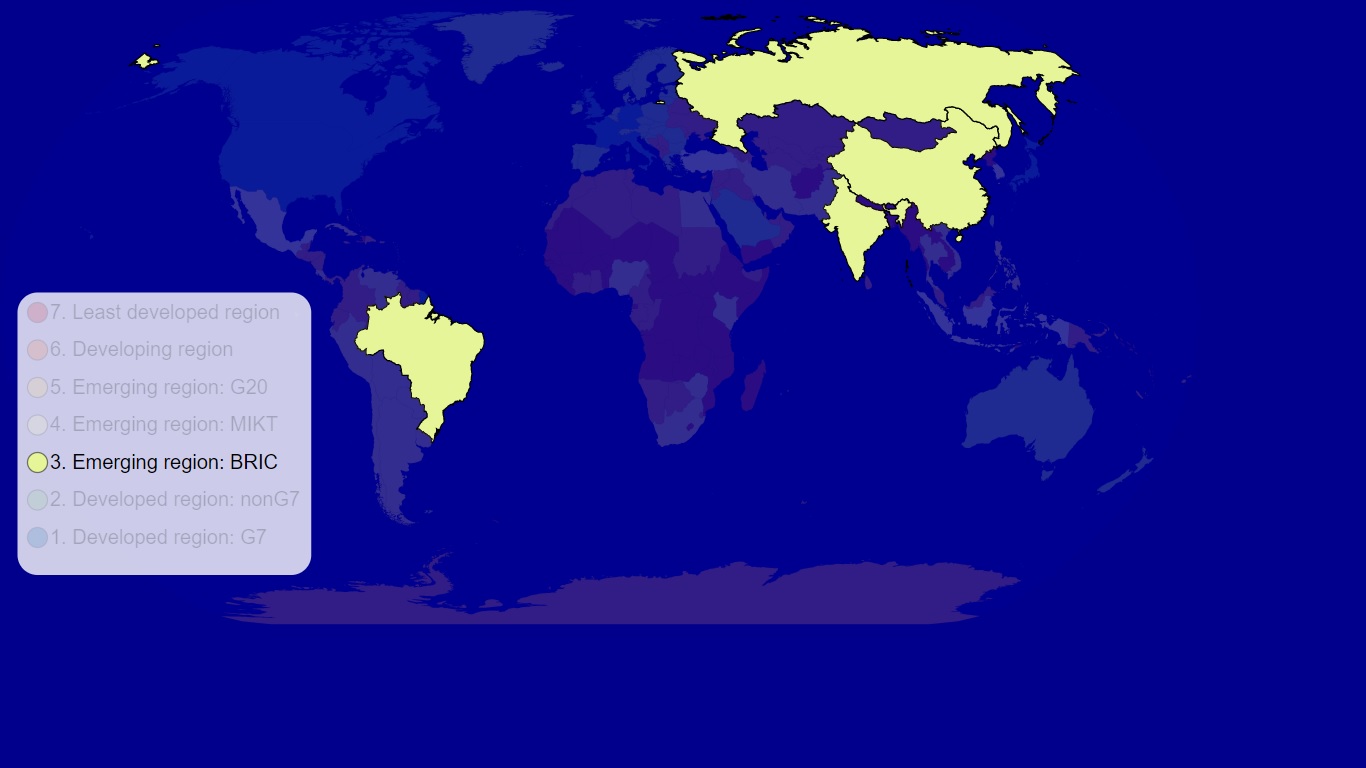 7. Least developed region
6. Developing region
5. Emerging region: G20
4. Emerging region: MIKT
3. Emerging region: BRIC
2. Developed region: nonG7
1. Developed region: G7